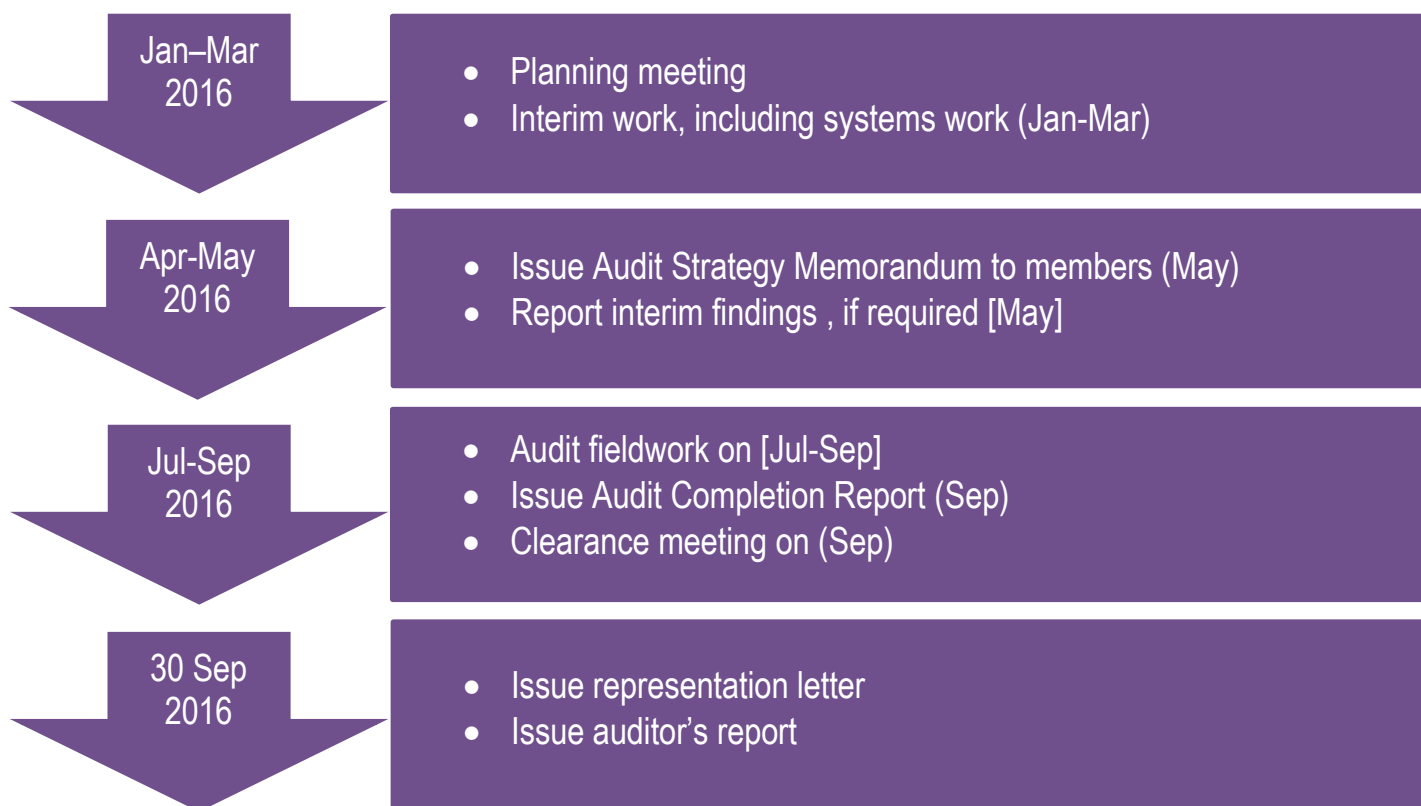 Jan–Mar
2016
• Planning meeting
• Interim work, including systems work (Jan-Mar)
Apr-May
2016
• Issue Audit Strategy Memorandum to members (May)
• Report interim findings , if required [May]
Jul-Sep
2016
• Audit fieldwork on [Jul-Sep]
• Issue Audit Completion Report (Sep)
• Clearance meeting on (Sep)
30 Sep
2016
• Issue representation letter
• Issue auditor’s report